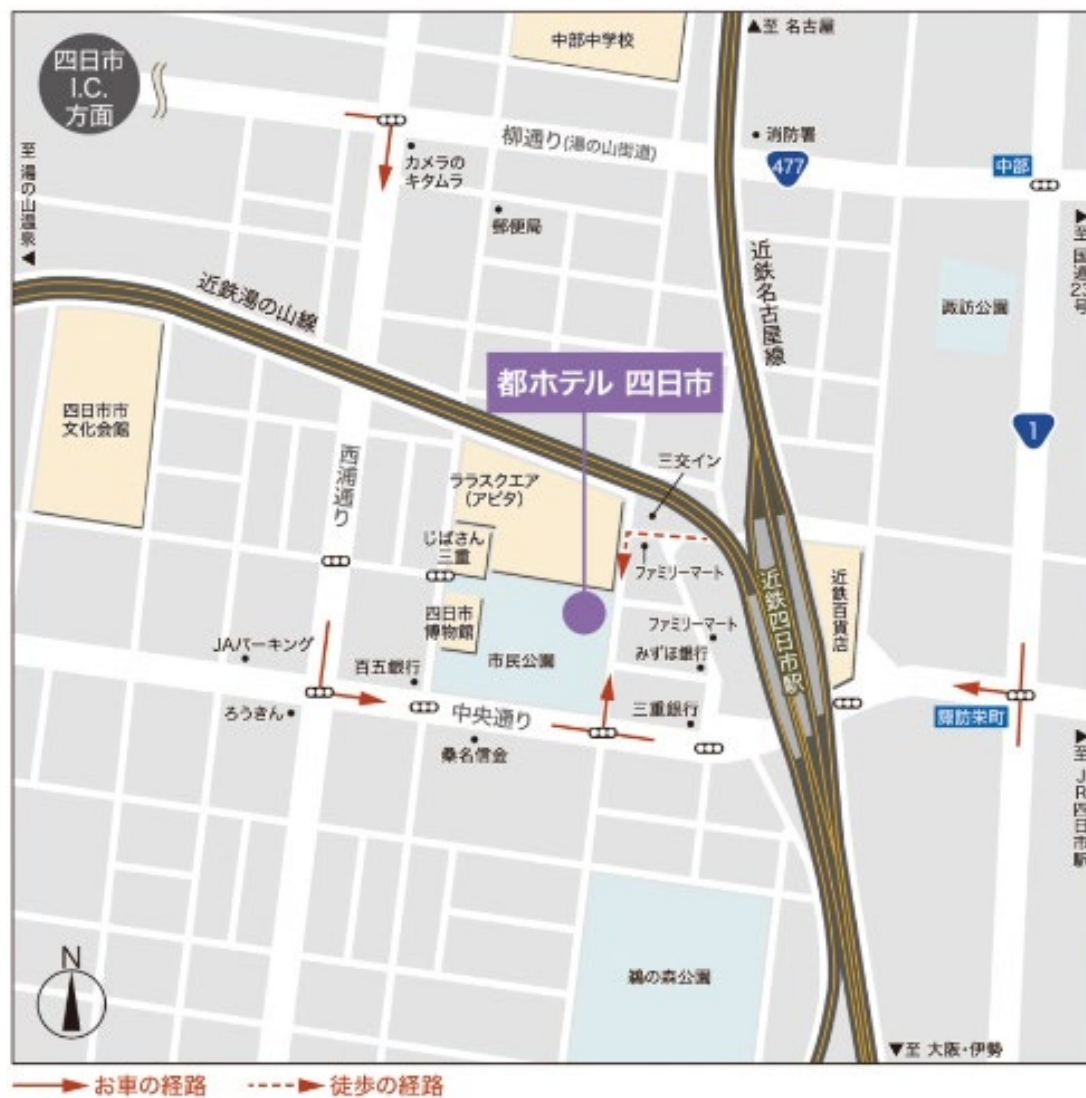 中部中学校
▲至 名古屋
四日市
I.C.
方面
柳通り(湯の山街道)
消防署
477
中部
カメラの
キタムラ
至 湯の山温泉▼
郵便局
▲至 国道23号
近鉄湯の山線
近鉄名古屋線
諏訪公園
都ホテル 四日市
四日市市
文化会館
1
西浦通り
ララスクエア
(アピタ)
三交イン
じばさん
三重
ファミリーマート
近鉄四日市駅
近鉄百貨店
四日市
博物館
ファミリーマート
JAパーキング
百五銀行
市民公園
みずほ銀行
ろうきん
中央通り
三重銀行
諏訪栄町
桑名信金
▲至 JR四日市駅
鵜の森公園
N
▼至 大阪・伊勢
お車の経路
徒歩の経路